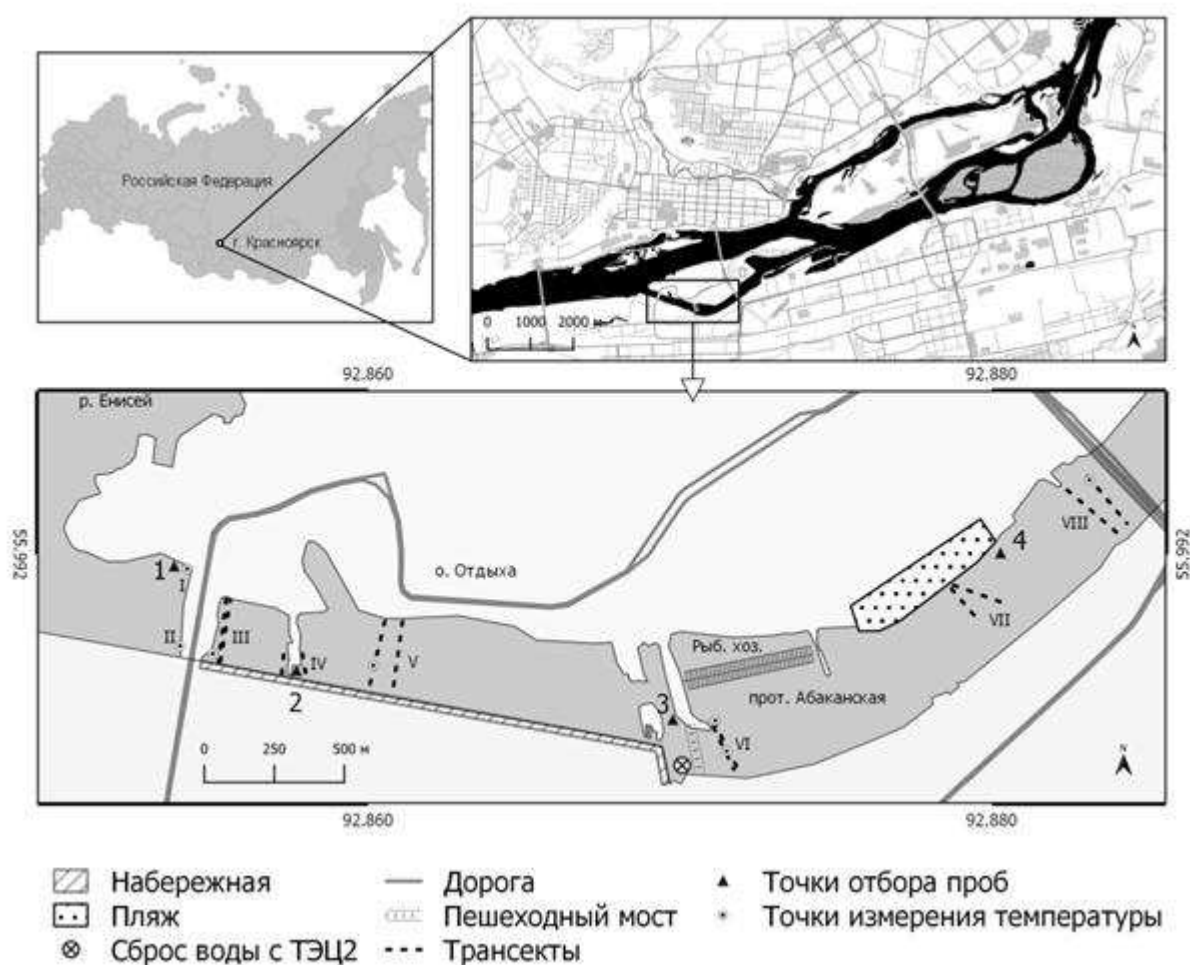 Российская Федерация
г. Красноярск
0 1000 2000 м
92.860 92.880
р. Енисей
55.992
55.992
1
I
II
III
IV
2
V
о. Отдыха
Рыб. хоз.
прот. Абаканская
3
VI
4
VII
VIII
0 250 500 м
N
92.860 92.880
Набережная
Пляж
Сброс воды с ТЭЦ2
Дорога
Пешеходный мост
Трансекты
Точки отбора проб
Точки измерения температуры